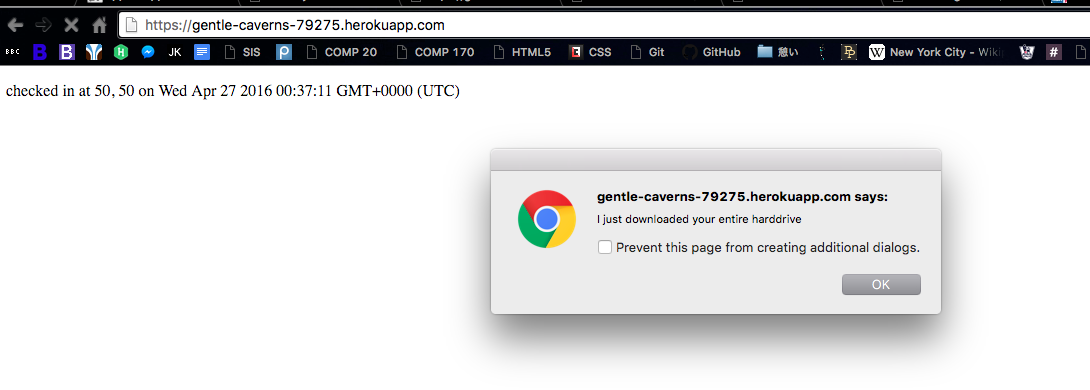 https://gentle-caverns-79275.herokuapp.com
BBC B B JK SIS P COMP 20 COMP 170 HTML5 CSS Git GitHub 憩い PP W New York City - Wiki #
checked in at 50, 50 on Wed Apr 27 2016 00:37:11 GMT+0000 (UTC)
gentle-caverns-79275.herokuapp.com says:
I just downloaded your entire harddrive
Prevent this page from creating additional dialogs.
OK